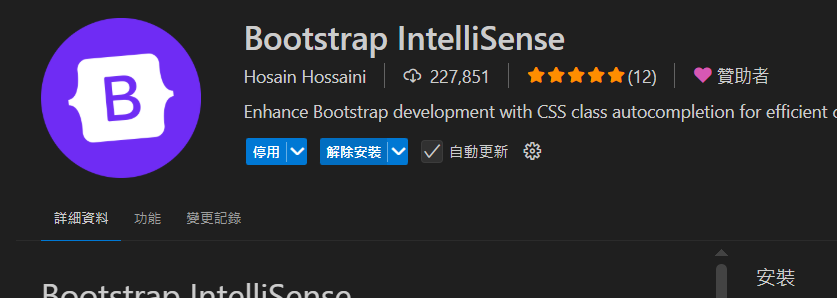 B
Bootstrap IntelliSense
Hosain Hossaini 227,851 (12) 贊助者
Enhance Bootstrap development with CSS class autocompletion for efficient
停用 解除安裝 自動更新
詳細資料 功能 變更記錄
Bootstrap IntelliSense
安裝